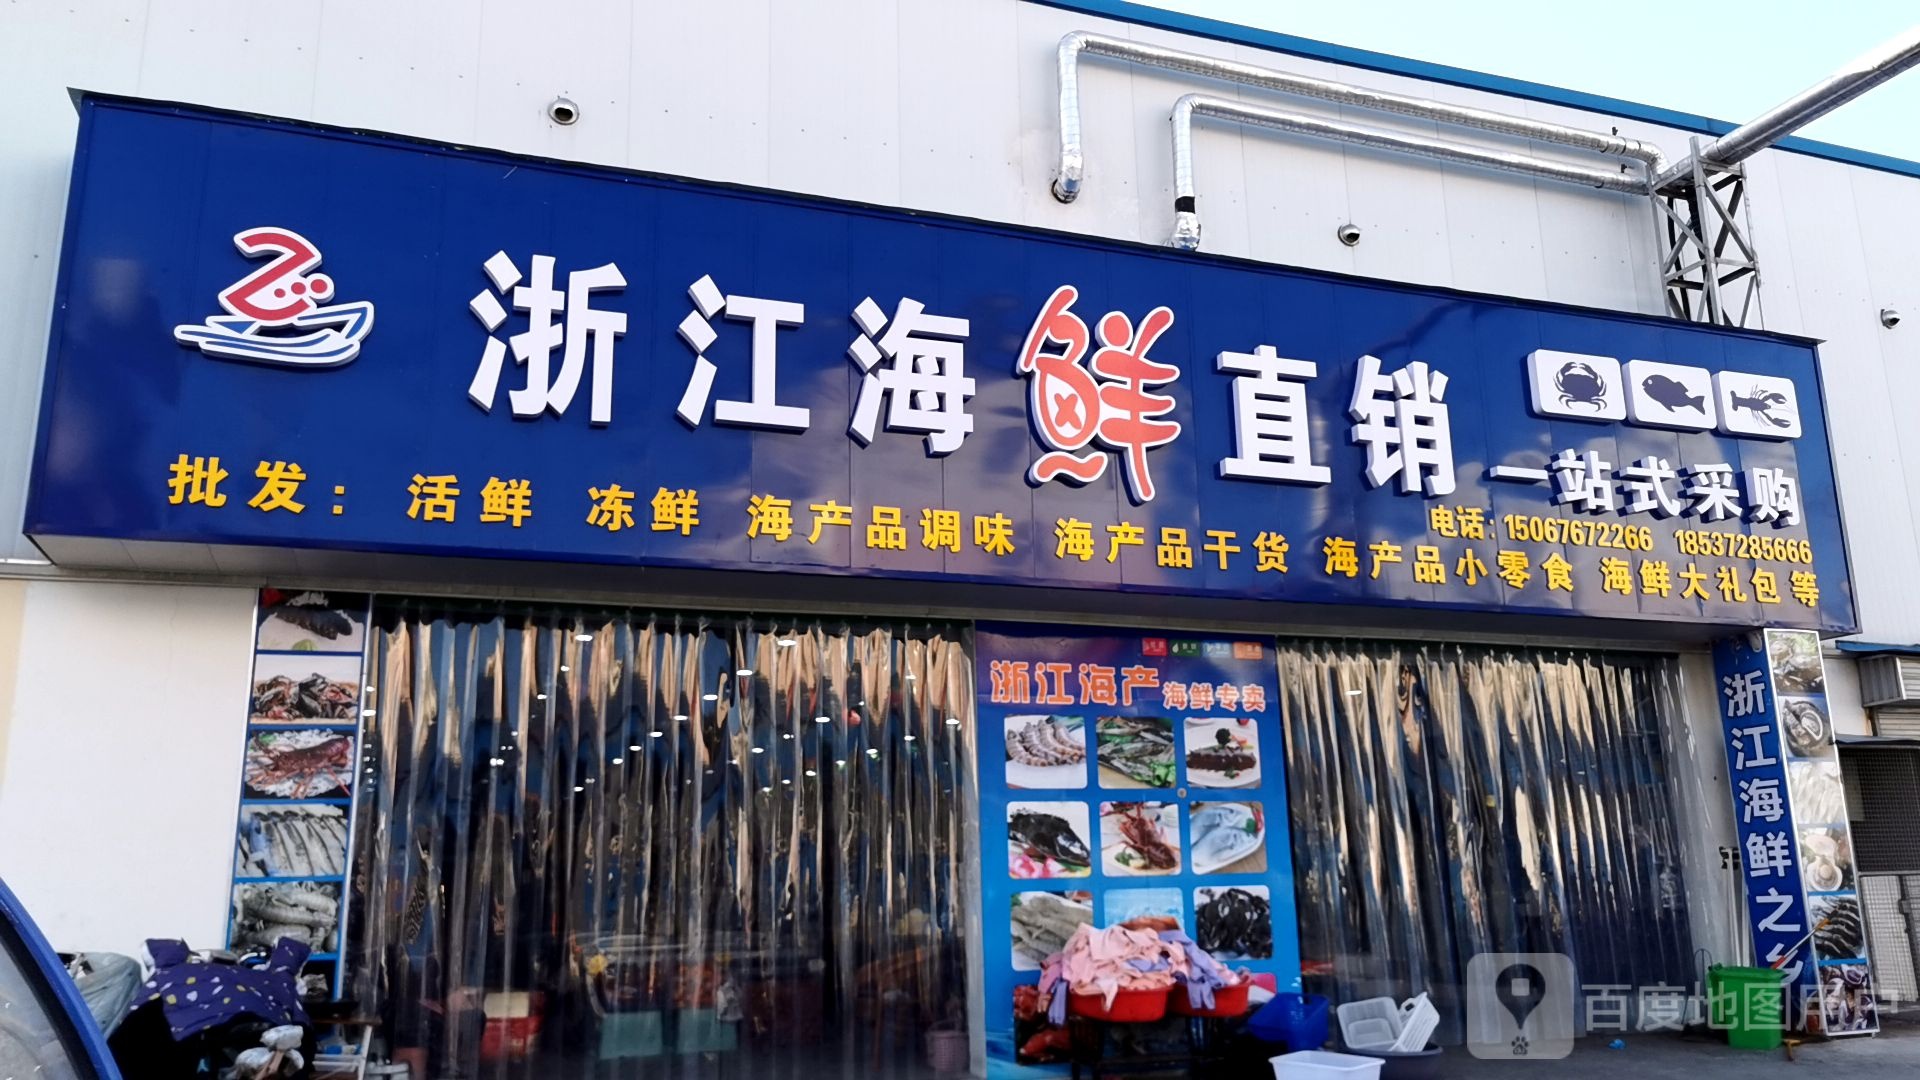 浙江海鲜直销
一站式采购
电话：15067672266 18537285666
批发：活鲜 冻鲜 海产品调味 海产品干货 海产品小零食 海鲜大礼包 等
浙江海产 海鲜专卖
浙江海鲜之乡
百度地图用户